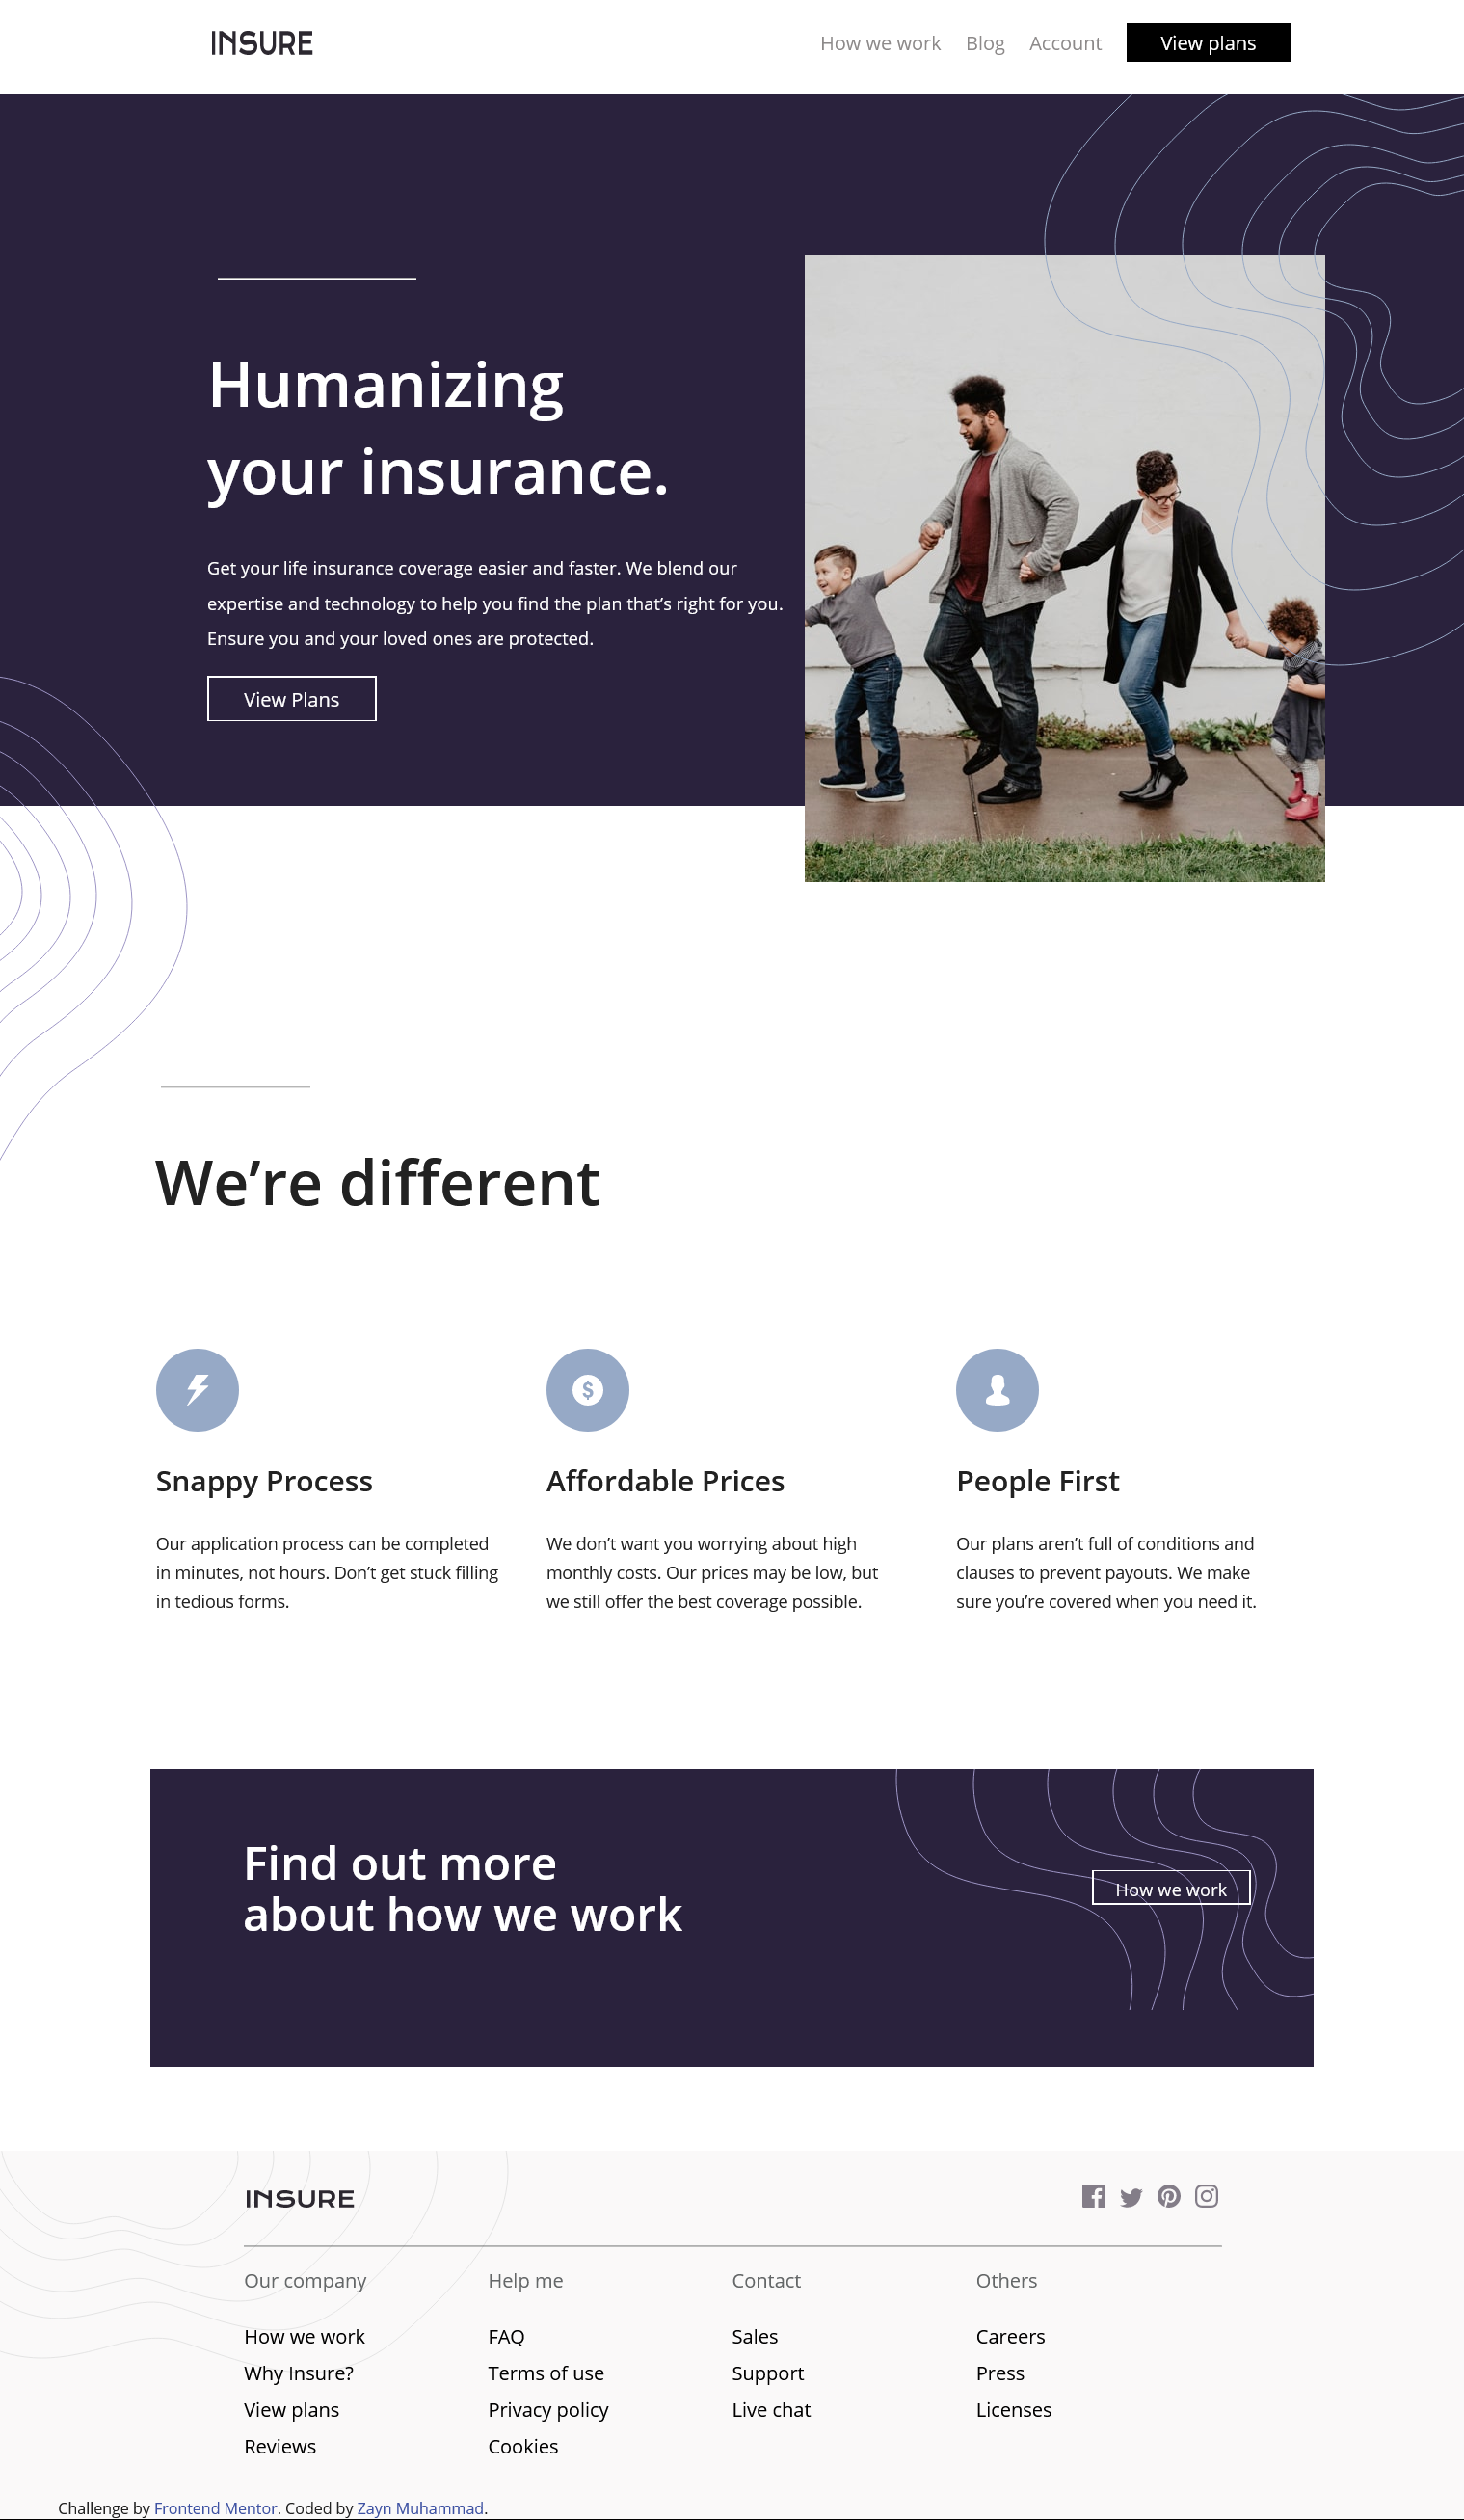 INSURE
How we work Blog Account View plans
Humanizing
your insurance.
Get your life insurance coverage easier and faster. We blend our
expertise and technology to help you find the plan that’s right for you.
Ensure you and your loved ones are protected.
View Plans
We’re different
Snappy Process
Our application process can be completed
in minutes, not hours. Don’t get stuck filling
in tedious forms.
Affordable Prices
We don’t want you worrying about high
monthly costs. Our prices may be low, but
we still offer the best coverage possible.
People First
Our plans aren’t full of conditions and
clauses to prevent payouts. We make
sure you’re covered when you need it.
Find out more
about how we work
How we work
INSURE
Our company
How we work
Why Insure?
View plans
Reviews
Help me
FAQ
Terms of use
Privacy policy
Cookies
Contact
Sales
Support
Live chat
Others
Careers
Press
Licenses
Challenge by Frontend Mentor. Coded by Zayn Muhammad.